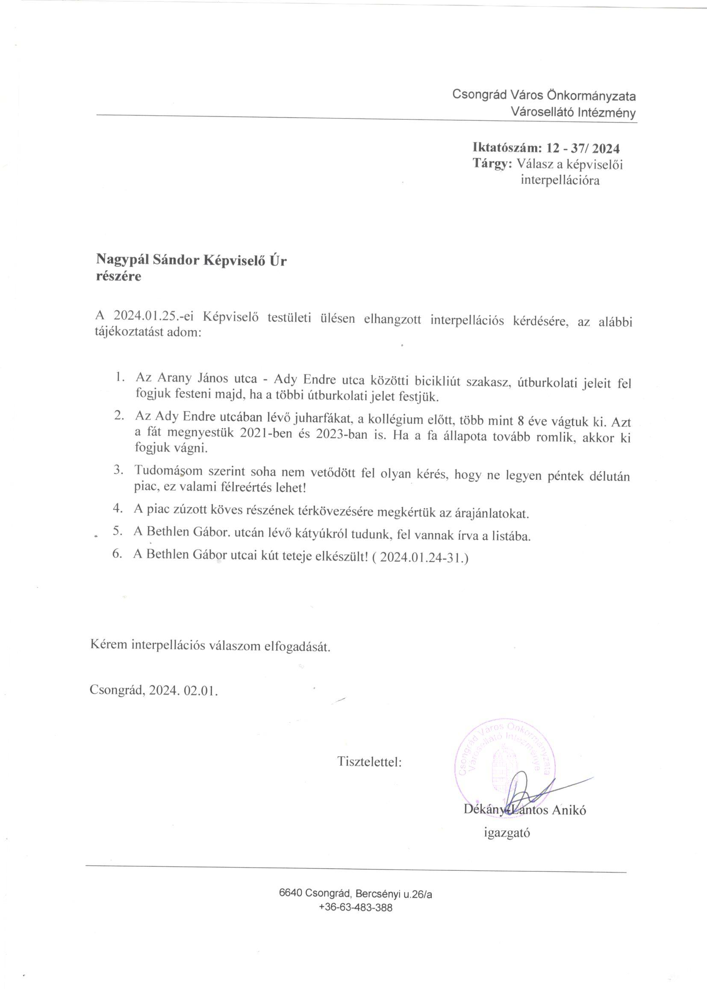 Csongrád Város Önkormányzata
Városellátó Intézmény
Iktatószám: 12 - 37/ 2024
Tárgy: Válasz a képviselői
interpellációra
Nagypál Sándor Képviselő Úr
részére
A 2024.01.25.-ei Képviselő testületi ülésen elhangzott interpellációs kérdésére, az alábbi
tájékoztatást adom:
1. Az Arany János utca - Ady Endre utca közötti bicikliút szakasz, útburkolati jeleit fel
fogjuk festeni majd, ha a többi útburkolati jelet festjük.
2. Az Ady Endre utcában lévő juharfákat, a kollégium előtt, több mint 8 éve vágtuk ki. Azt
a fát megnyestük 2021-ben és 2023-ban is. Ha a fa állapota tovább romlik, akkor ki
fogjuk vágni.
3. Tudomásom szerint soha nem vetődött fel olyan kérés, hogy ne legyen péntek délután
piac, ez valami félreértés lehet!
4. A piac zúzott köves részének térkövezésére megkértük az árajánlatokat.
5. A Bethlen Gábor. utcán lévő kátyúkról tudunk, fel vannak írva a listába.
6. A Bethlen Gábor utcai kút teteje elkészült! ( 2024.01.24-31.)
Kérem interpellációs válaszom elfogadását.
Csongrád, 2024. 02.01.
Csongrád Város Önkormányzata
Városellátó Intézménye
Tisztelettel:
Dékány-Lantos Anikó
igazgató
6640 Csongrád, Bercsényi u.26/a
+36-63-483-388